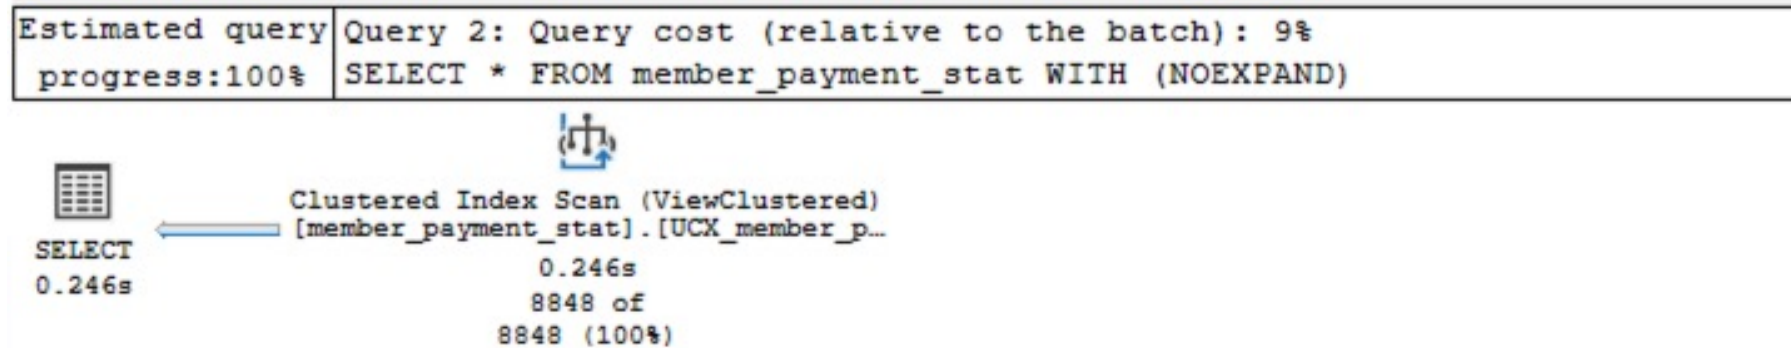 Estimated query
progress:100%
Query 2: Query cost (relative to the batch): 9%
SELECT * FROM member_payment_stat WITH (NOEXPAND)
SELECT
0.246s
Clustered Index Scan (ViewClustered)
[member_payment_stat].[UCX_member_p…
0.246s
8848 of
8848 (100%)